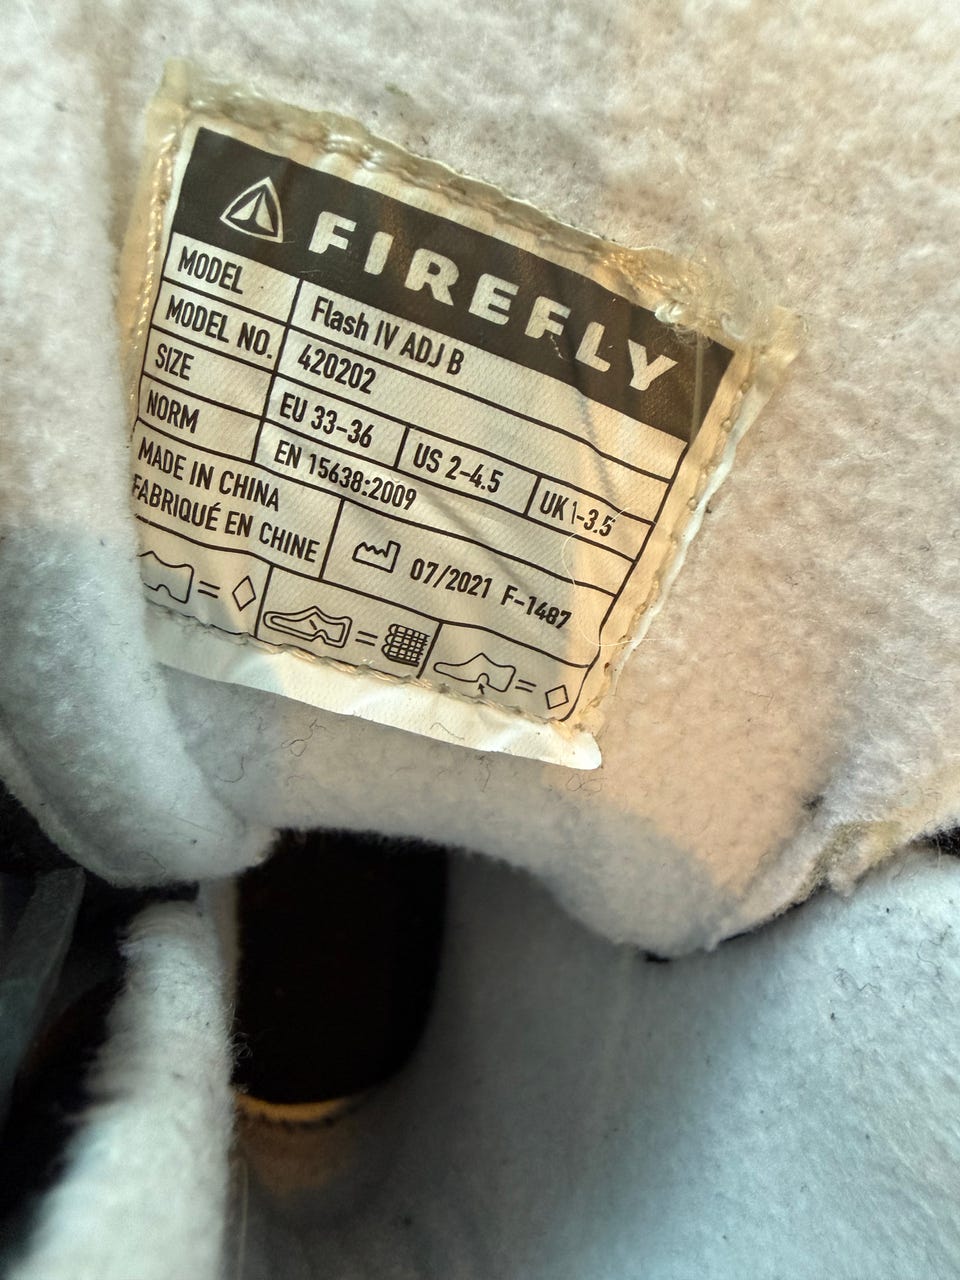 FIREFLY
MODEL Flash IV ADJ B
MODEL NO. 420202
SIZE EU 33-36 US 2-4.5 UK 1-3.5
NORM EN 15638:2009
MADE IN CHINA
FABRIQUÉ EN CHINE
07/2021 F-1487
= 
= 
=